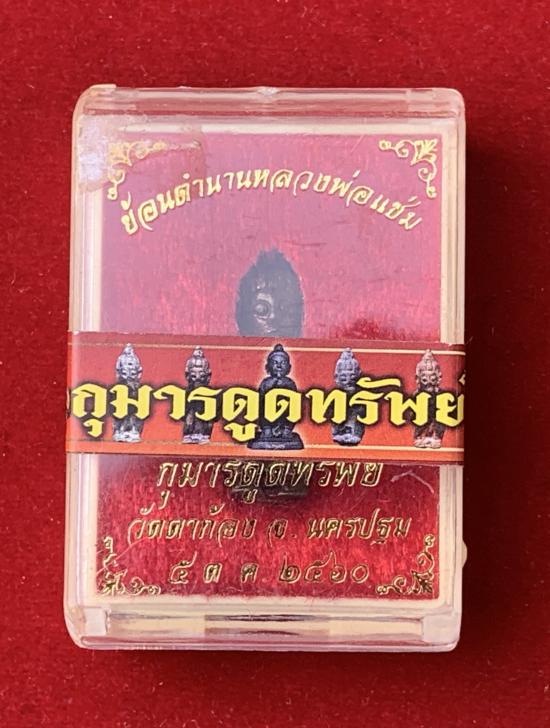 ย้อนตำนานหลวงพ่อแช่ม
กุมารดูดทรัพย์
กุมารดูดทรัพย์
วัดตาก้อง จ. นครปฐม
๕ ต ค ๒๕๖๐